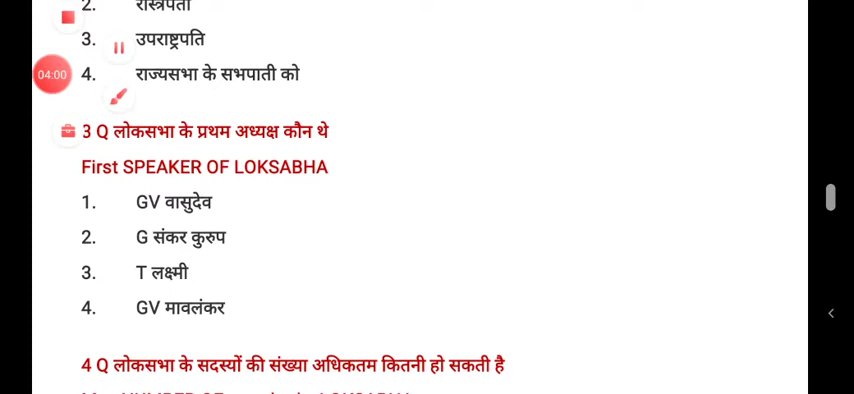 2. रास्त्रपती
3. उपराष्ट्रपति
04:00
4. राज्यसभा के सभपाती को
3 Q लोकसभा के प्रथम अध्यक्ष कौन थे
First SPEAKER OF LOKSABHA
1. GV वासुदेव
2. G संकर कुरुप
3. T लक्ष्मी
4. GV मावलंकर
4 Q लोकसभा के सदस्यों की संख्या अधिकतम कितनी हो सकती है